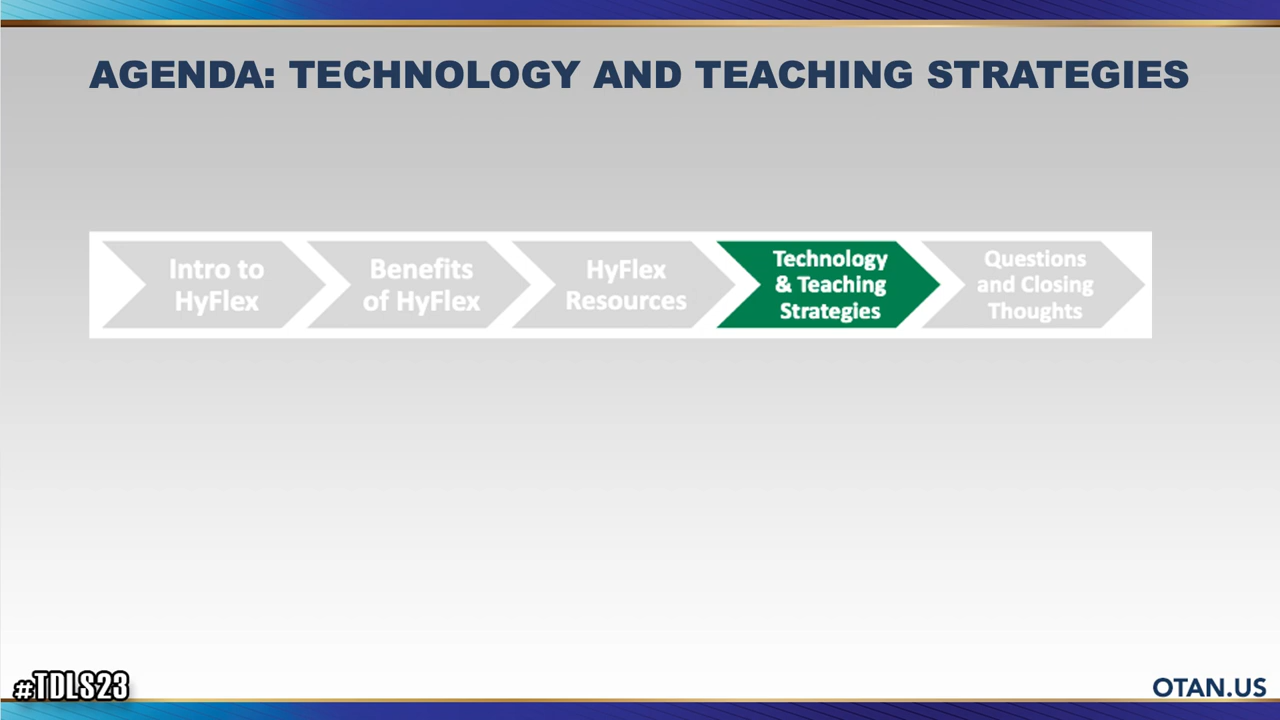 AGENDA: TECHNOLOGY AND TEACHING STRATEGIES
Intro to
HyFlex
Benefits
of HyFlex
HyFlex
Resources
Technology
& Teaching
Strategies
Questions
and Closing
Thoughts
#TDLS23
OTAN.US